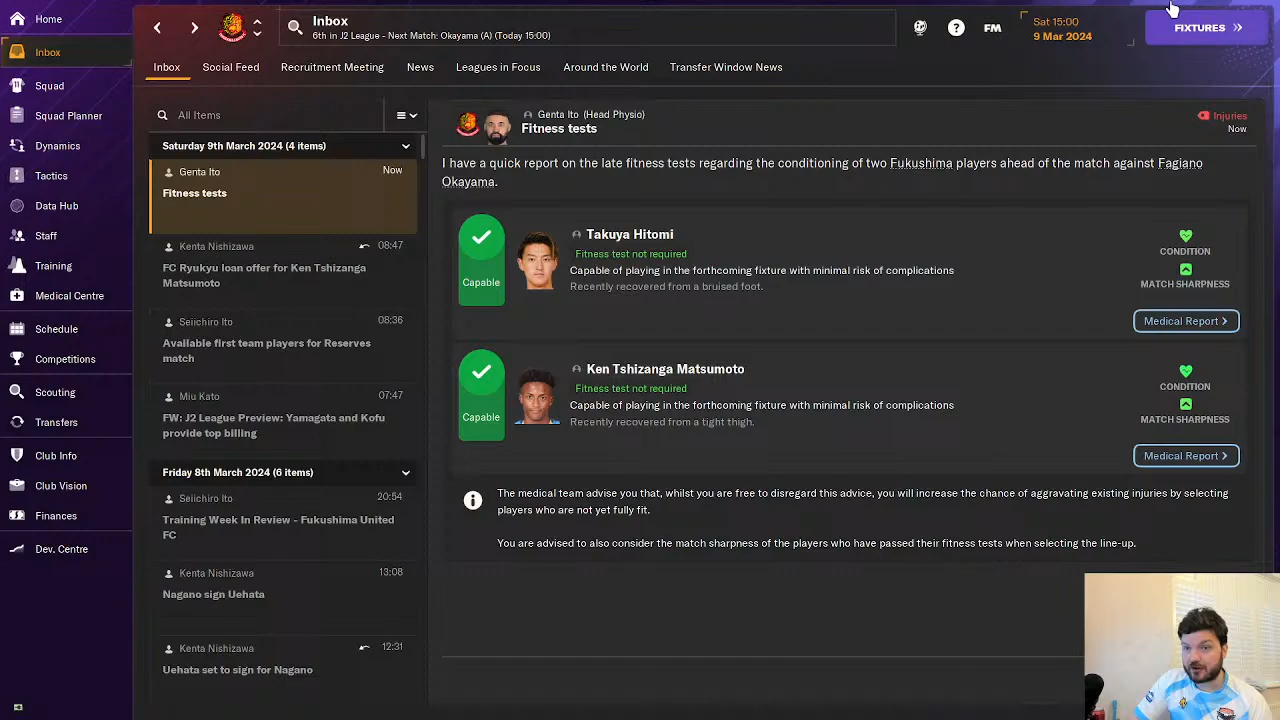 Home
Inbox
Squad
Squad Planner
Dynamics
Tactics
Data Hub
Staff
Training
Medical Centre
Schedule
Competitions
Scouting
Transfers
Club Info
Club Vision
Finances
Dev. Centre
Inbox
6th in J2 League - Next Match: Okayama (A) (Today 15:00)
FM
Sat 15:00
9 Mar 2024
FIXTURES
Inbox
Social Feed
Recruitment Meeting
News
Leagues in Focus
Around the World
Transfer Window News
All Items
Saturday 9th March 2024 (4 items)
Genta Ito
Now
Fitness tests
Kenta Nishizawa
08:47
FC Ryukyu loan offer for Ken Tshizanga
Matsumoto
Seiichiro Ito
08:36
Available first team players for Reserves
match
Miu Kato
07:47
FW: J2 League Preview: Yamagata and Kofu
provide top billing
Friday 8th March 2024 (6 items)
Seiichiro Ito
20:54
Training Week In Review - Fukushima United
FC
Kenta Nishizawa
13:08
Nagano sign Uehata
Kenta Nishizawa
12:31
Uehata set to sign for Nagano
Genta Ito (Head Physio)
Fitness tests
Injuries
Now
I have a quick report on the late fitness tests regarding the conditioning of two Fukushima players ahead of the match against Fagiano
Okayama.
Capable
Takuya Hitomi
Fitness test not required
Capable of playing in the forthcoming fixture with minimal risk of complications
Recently recovered from a bruised foot.
CONDITION
MATCH SHARPNESS
Medical Report
Capable
Ken Tshizanga Matsumoto
Fitness test not required
Capable of playing in the forthcoming fixture with minimal risk of complications
Recently recovered from a tight thigh.
CONDITION
MATCH SHARPNESS
Medical Report
The medical team advise you that, whilst you are free to disregard this advice, you will increase the chance of aggravating existing injuries by selecting
players who are not yet fully fit.
You are advised to also consider the match sharpness of the players who have passed their fitness tests when selecting the line-up.